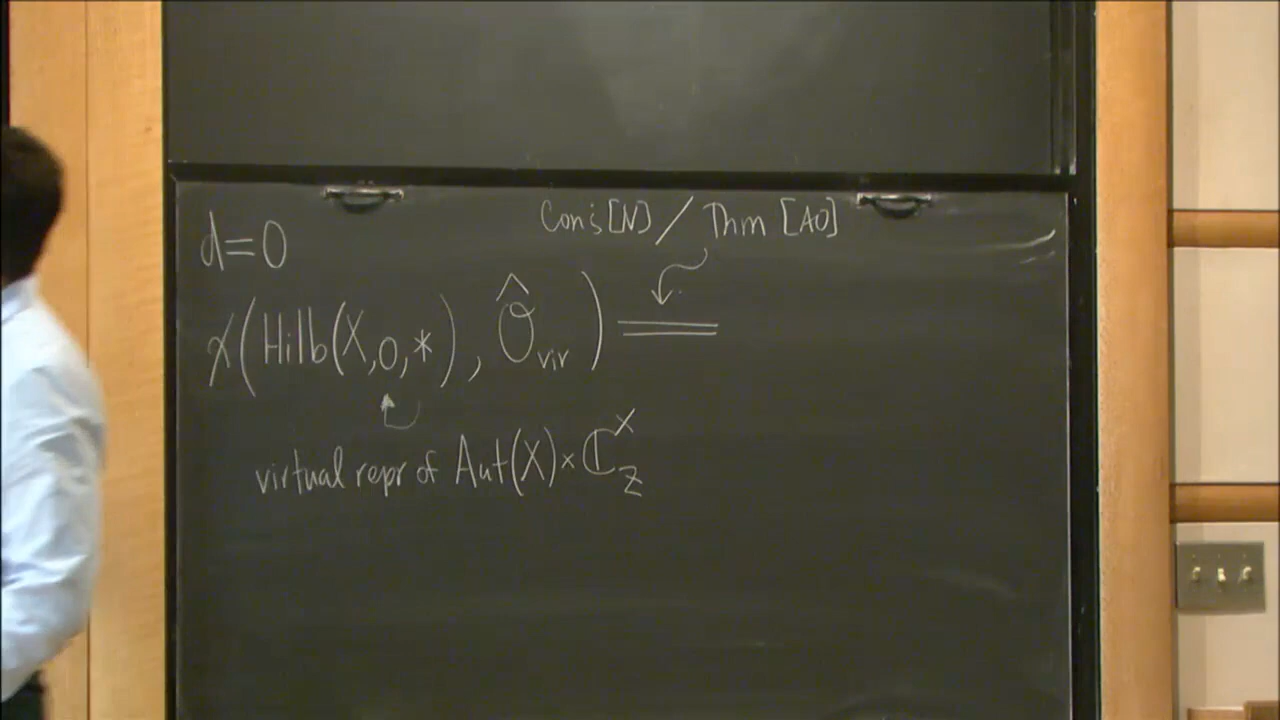 Conj [N] / Thm [AO]
d=0
χ(Hilb(X,0,*), Ô_vir) =
virtual repr of Aut(X) × ℂ^×_z